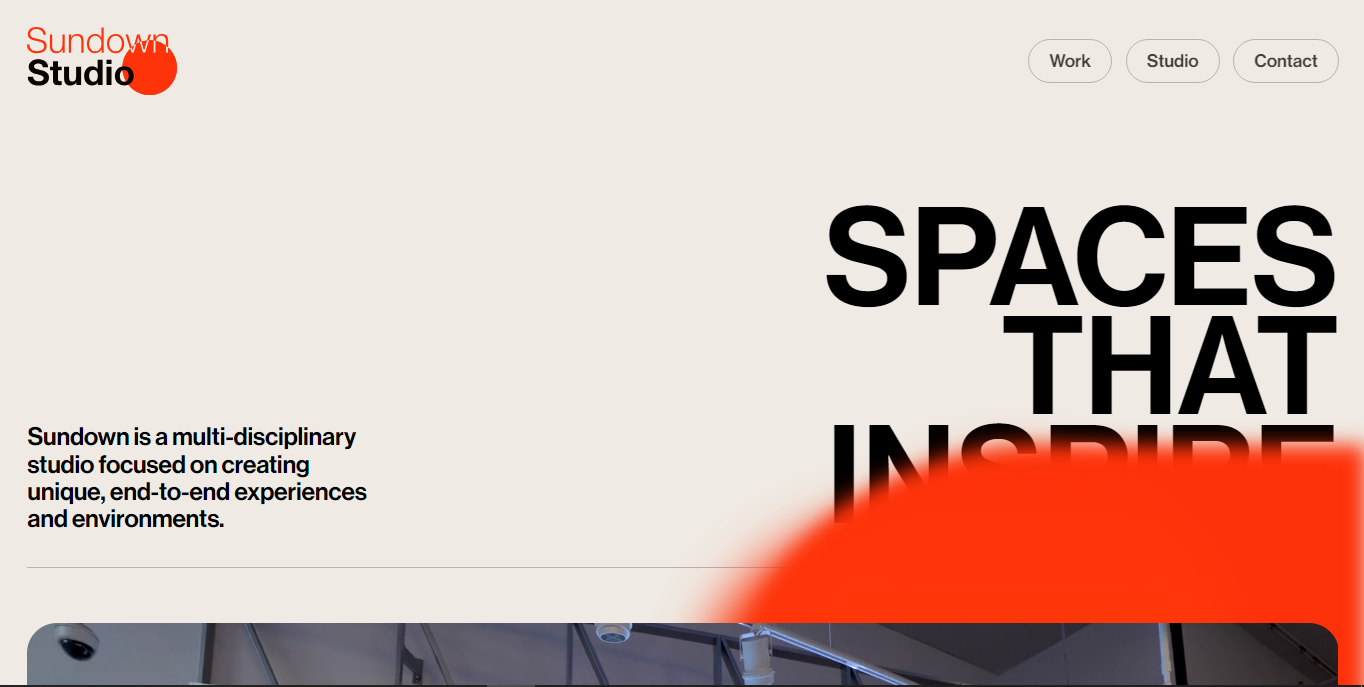 Sundown
Studio
Work
Studio
Contact
SPACES
THAT
INSPIRE
Sundown is a multi-disciplinary
studio focused on creating
unique, end-to-end experiences
and environments.